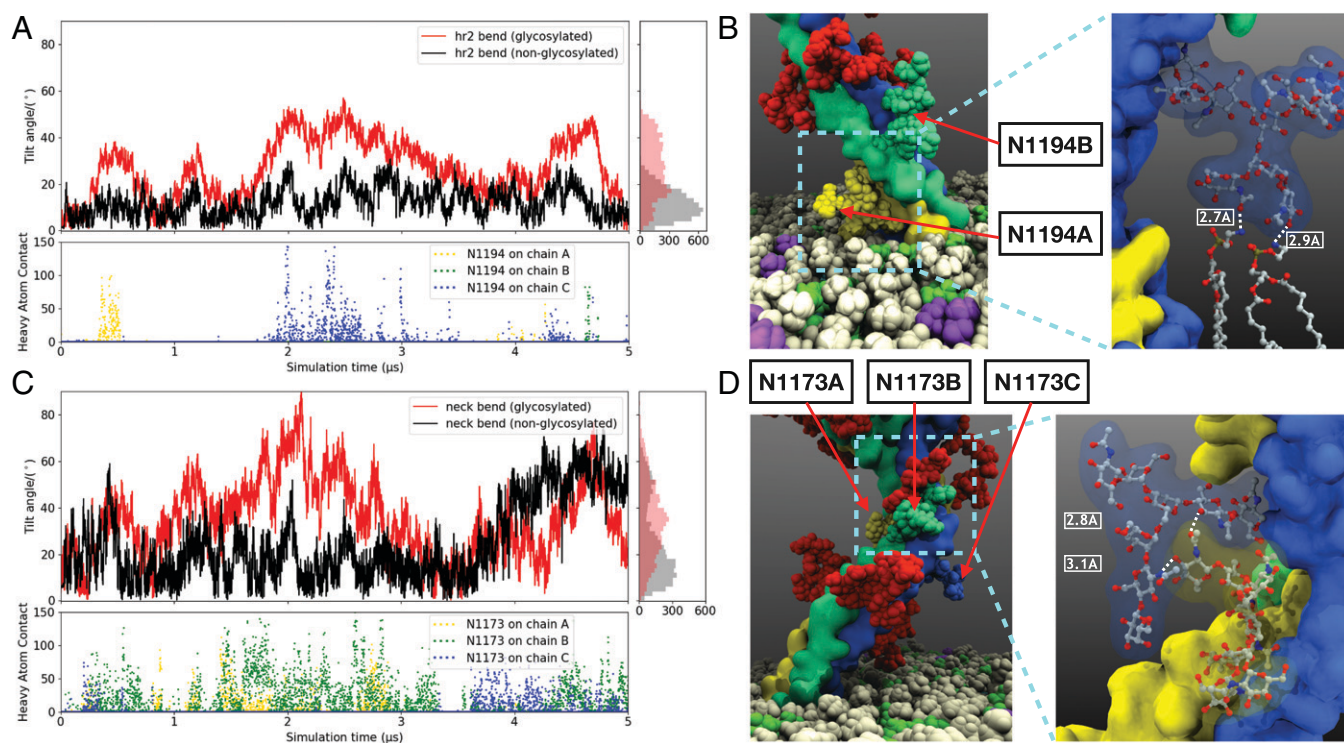 A
80
60
40
20
0
Tilt angle/(°)
hr2 bend (glycosylated)
hr2 bend (non-glycosylated)
0 300 600
150
100
50
0
Heavy Atom Contact
N1194 on chain A
N1194 on chain B
N1194 on chain C
0 1 2 3 4 5
Simulation time (μs)
B
N1194B
N1194A
2.7A
2.9A
C
80
60
40
20
0
Tilt angle/(°)
neck bend (glycosylated)
neck bend (non-glycosylated)
0 300 600
150
100
50
0
Heavy Atom Contact
N1173 on chain A
N1173 on chain B
N1173 on chain C
0 1 2 3 4 5
Simulation time (μs)
D
N1173A N1173B N1173C
2.8A
3.1A